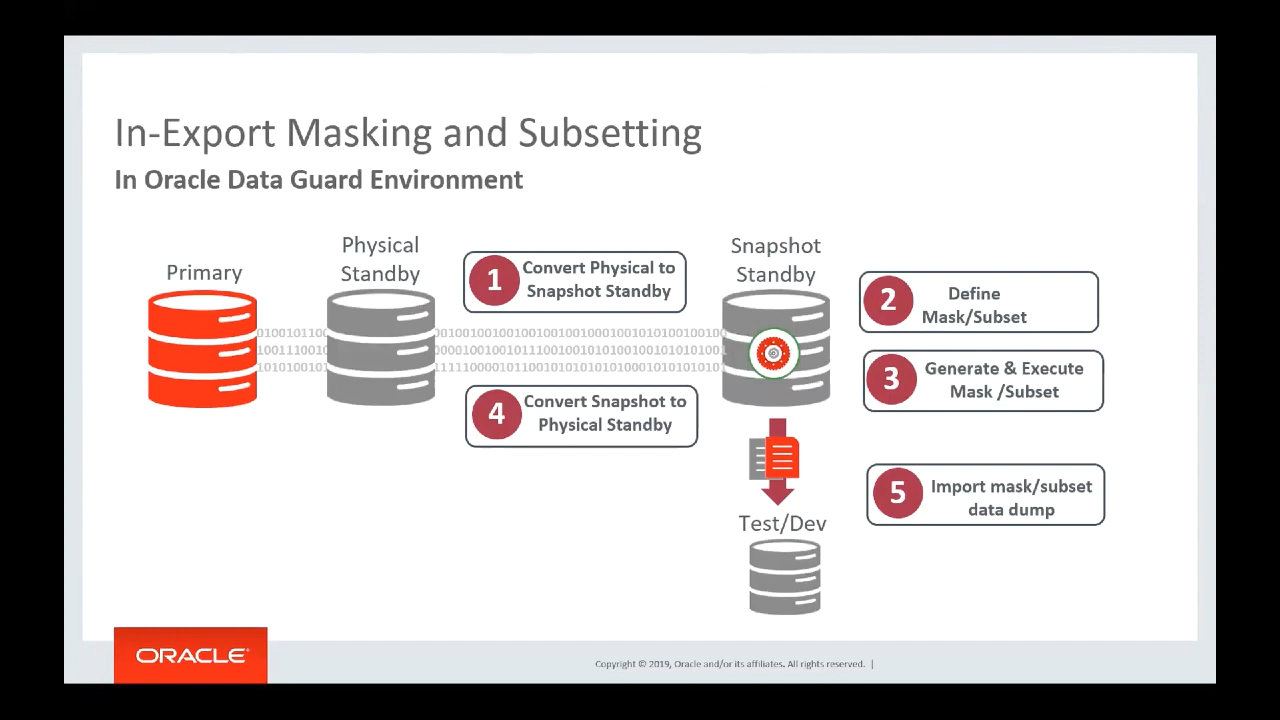 In-Export Masking and Subsetting
In Oracle Data Guard Environment
Primary
Physical
Standby
1
Convert Physical to
Snapshot Standby
Snapshot
Standby
2
Define
Mask/Subset
3
Generate & Execute
Mask /Subset
4
Convert Snapshot to
Physical Standby
5
Import mask/subset
data dump
Test/Dev
ORACLE
Copyright © 2019, Oracle and/or its affiliates. All rights reserved. |